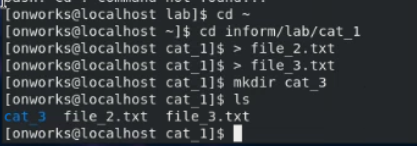 [onworks@localhost lab]$ cd ~
[onworks@localhost ~]$ cd inform/lab/cat_1
[onworks@localhost cat_1]$ > file_2.txt
[onworks@localhost cat_1]$ > file_3.txt
[onworks@localhost cat_1]$ mkdir cat_3
[onworks@localhost cat_1]$ ls
cat_3 file_2.txt file_3.txt
[onworks@localhost cat_1]$